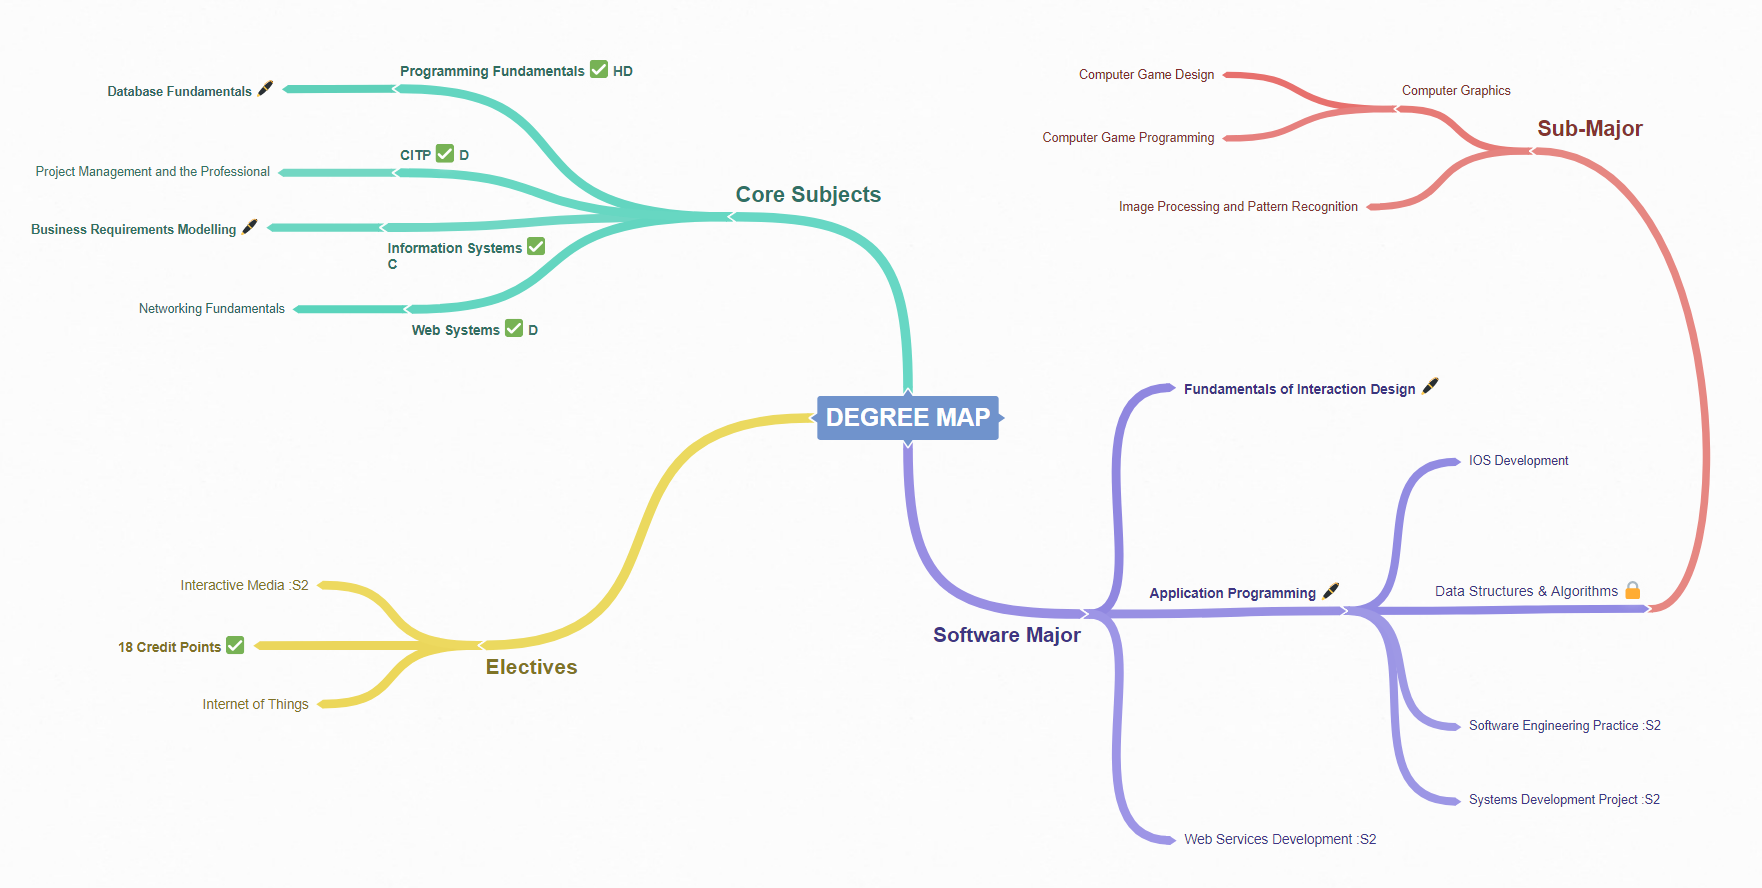 DEGREE MAP
Core Subjects
Programming Fundamentals ✅ HD
Database Fundamentals ✒️
CITP ✅ D
Project Management and the Professional
Information Systems ✅
C
Business Requirements Modelling ✒️
Web Systems ✅ D
Networking Fundamentals
Electives
Interactive Media :S2
18 Credit Points ✅
Internet of Things
Software Major
Fundamentals of Interaction Design ✒️
Application Programming ✒️
IOS Development
Data Structures & Algorithms 🔒
Software Engineering Practice :S2
Systems Development Project :S2
Web Services Development :S2
Sub-Major
Computer Graphics
Computer Game Design
Computer Game Programming
Image Processing and Pattern Recognition